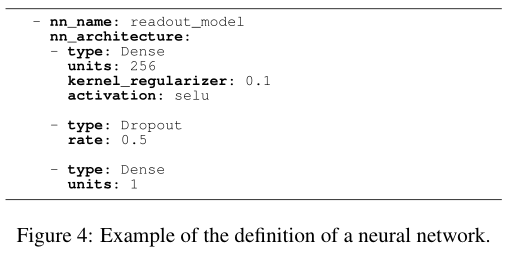 - nn_name: readout_model
nn_architecture:
- type: Dense
units: 256
kernel_regularizer: 0.1
activation: selu
- type: Dropout
rate: 0.5
- type: Dense
units: 1
Figure 4: Example of the definition of a neural network.